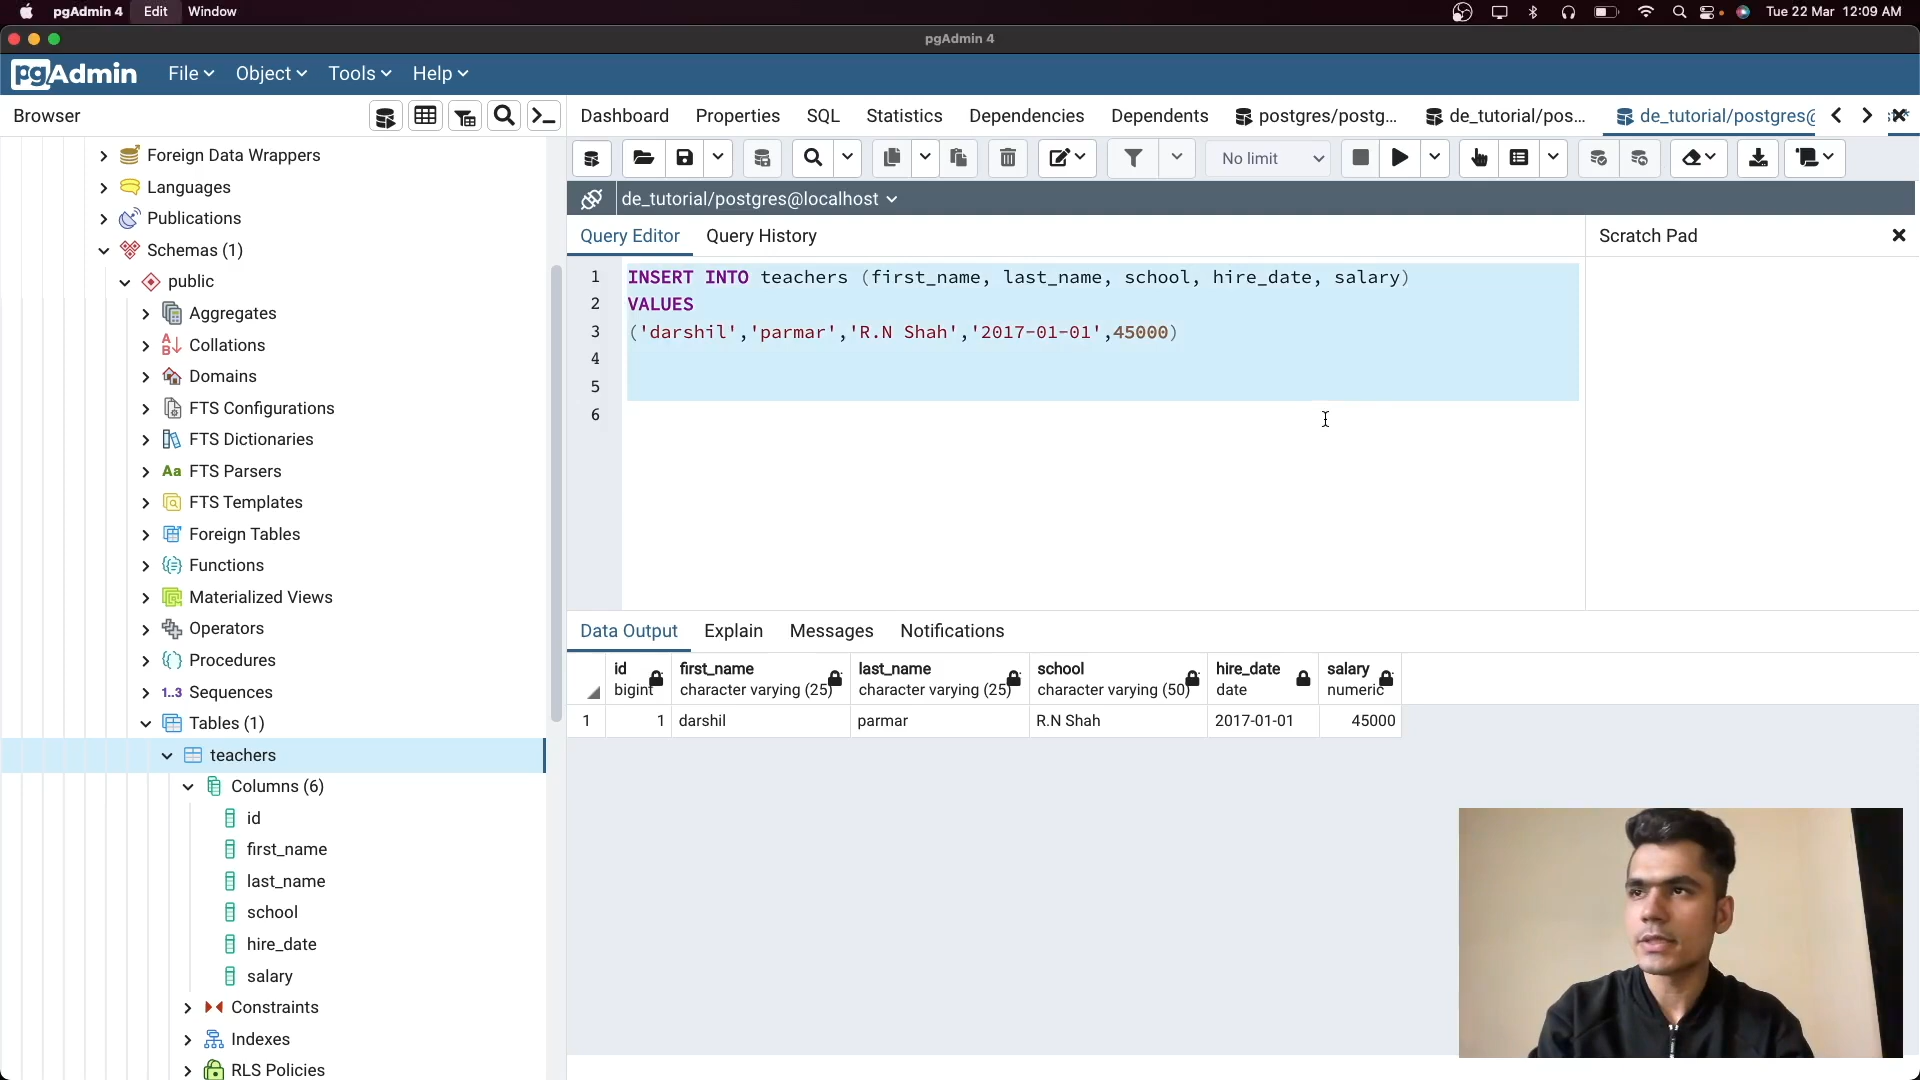 pgAdmin 4 Edit Window Tue 22 Mar 12:09 AM
pgAdmin 4
pgAdmin File Object Tools Help
Browser
Dashboard Properties SQL Statistics Dependencies Dependents postgres/postg... de_tutorial/pos... de_tutorial/postgres@
No limit
de_tutorial/postgres@localhost
Query Editor Query History
Scratch Pad
1 INSERT INTO teachers (first_name, last_name, school, hire_date, salary)
2 VALUES
3 ('darshil','parmar','R.N Shah','2017-01-01',45000)
4
5
6
Foreign Data Wrappers
Languages
Publications
Schemas (1)
public
Aggregates
Collations
Domains
FTS Configurations
FTS Dictionaries
Aa FTS Parsers
FTS Templates
Foreign Tables
Functions
Materialized Views
Operators
Procedures
1..3 Sequences
Tables (1)
teachers
Columns (6)
id
first_name
last_name
school
hire_date
salary
Constraints
Indexes
RLS Policies
Data Output Explain Messages Notifications
id first_name last_name school hire_date salary
bigint character varying (25) character varying (25) character varying (50) date numeric
1 1 darshil parmar R.N Shah 2017-01-01 45000